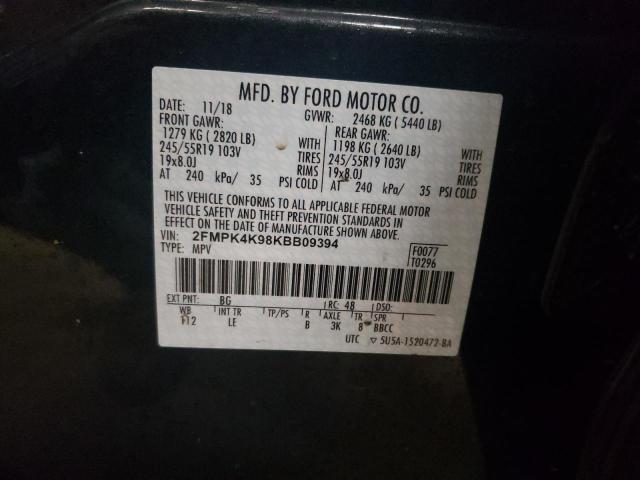 MFD. BY FORD MOTOR CO.
DATE: 11/18 GVWR: 2468 KG ( 5440 LB)
FRONT GAWR: REAR GAWR:
1279 KG ( 2820 LB) WITH 1198 KG ( 2640 LB) WITH
245/55R19 103V TIRES 245/55R19 103V TIRES
19x8.0J RIMS 19x8.0J RIMS
AT 240 kPa/ 35 PSI COLD AT 240 kPa/ 35 PSI COLD
THIS VEHICLE CONFORMS TO ALL APPLICABLE FEDERAL MOTOR
VEHICLE SAFETY AND THEFT PREVENTION STANDARDS IN
EFFECT ON THE DATE OF MANUFACTURE SHOWN ABOVE.
VIN: 2FMPK4K98KBB09394 F0077
TYPE: MPV T0296
EXT PNT: BG RC: 48 DSO:
WB INT TR TP/PS R AXLE TR SPR
112 LE B 3K 8 BBCC
UTC ▽ 5U5A-1520472-BA